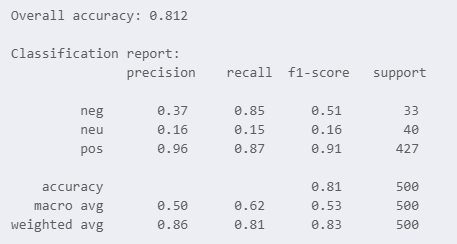 Overall accuracy: 0.812
Classification report:
precision recall f1-score support
neg 0.37 0.85 0.51 33
neu 0.16 0.15 0.16 40
pos 0.96 0.87 0.91 427
accuracy 0.81 500
macro avg 0.50 0.62 0.53 500
weighted avg 0.86 0.81 0.83 500